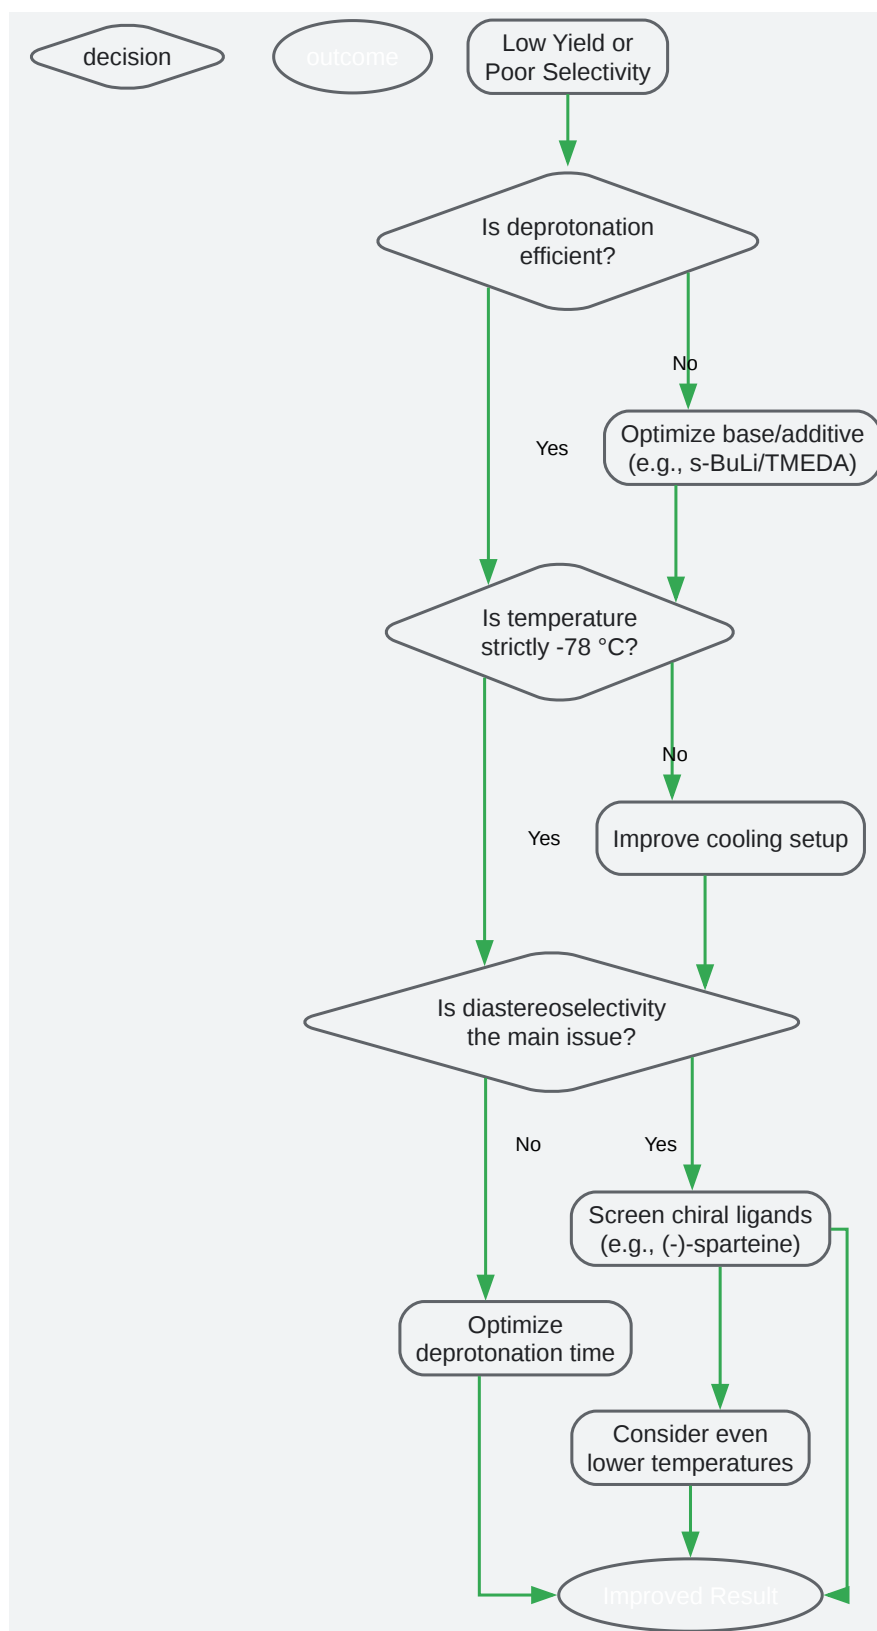 decision
outcome
Low Yield or
Poor Selectivity
Is deprotonation
efficient?
No
Yes
Optimize base/additive
(e.g., s-BuLi/TMEDA)
Is temperature
strictly -78 °C?
No
Yes
Improve cooling setup
Is diastereoselectivity
the main issue?
No
Yes
Screen chiral ligands
(e.g., (-)-sparteine)
Optimize
deprotonation time
Consider even
lower temperatures
Improved Result